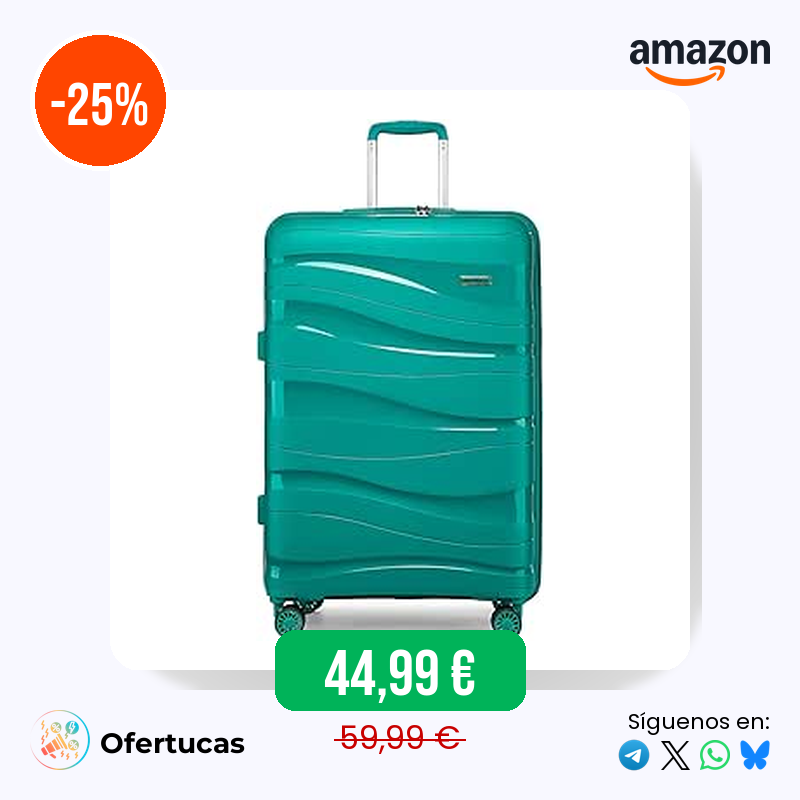 -25%
amazon
44,99 €
59,99 €
Ofertucas
Síguenos en: